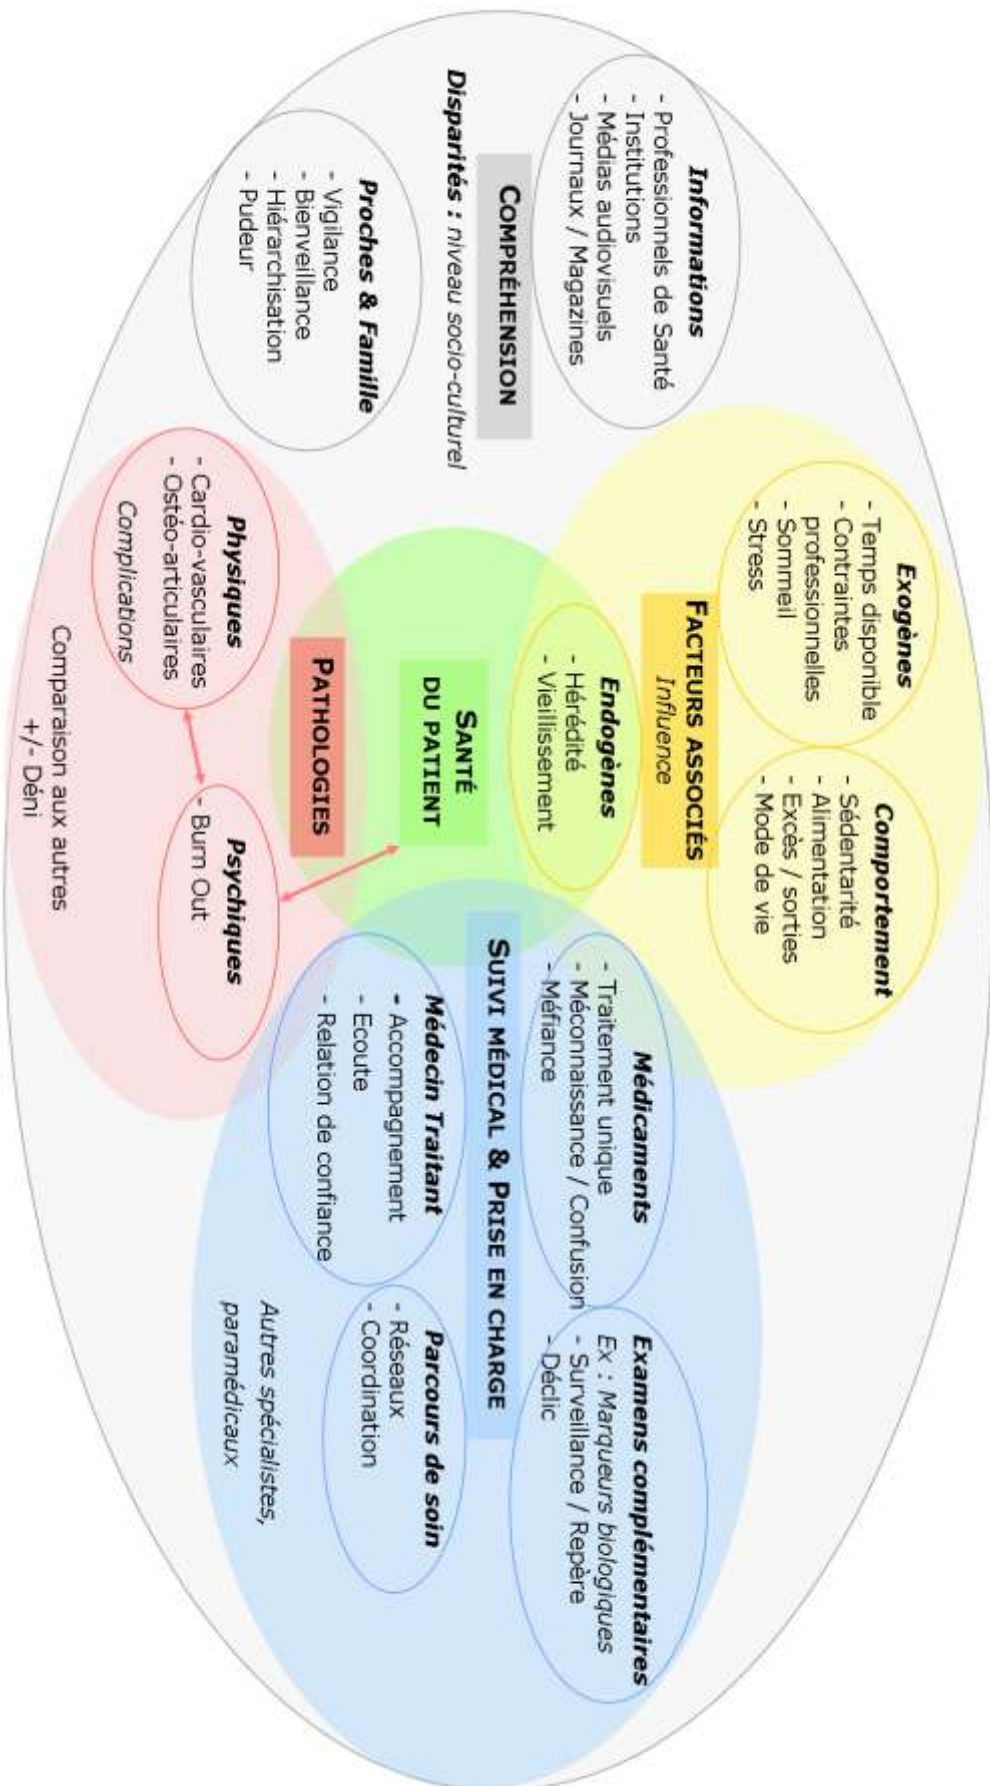 Informations
- Professionnels de Santé
- Institutions
- Médias audiovisuels
- Journaux / Magazines
COMPRÉHENSION
Disparités : niveau socio-culturel
Proches & Famille
- Vigilance
- Bienveillance
- Hiérarchisation
- Pudeur
Exogènes
- Temps disponible
- Contraintes
professionnelles
- Sommeil
- Stress
Comportement
- Sédentarité
- Alimentation
- Excès / sorties
- Mode de vie
FACTEURS ASSOCIÉS
Influence
Endogènes
- Hérédité
- Vieillissement
SANTÉ
DU PATIENT
PATHOLOGIES
Physiques
- Cardio-vasculaires
- Ostéo-articulaires
Complications
Psychiques
- Burn Out
Comparaison aux autres
+/- Déni
Médicaments
- Traitement unique
- Méconnaissance / Confusion
- Méfiance
Examens complémentaires
Ex : Marqueurs biologiques
- Surveillance / Repère
- Déclic
SUIVI MÉDICAL & PRISE EN CHARGE
Médecin Traitant
- Accompagnement
- Ecoute
- Relation de confiance
Parcours de soin
- Réseaux
- Coordination
Autres spécialistes,
paramédicaux